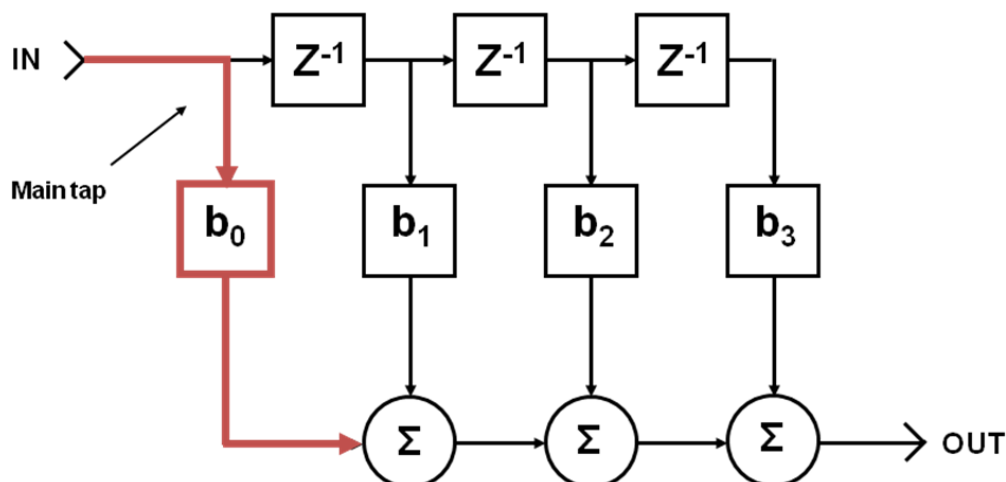 IN
Z⁻¹ Z⁻¹ Z⁻¹
Main tap
b₀ b₁ b₂ b₃
Σ Σ Σ OUT